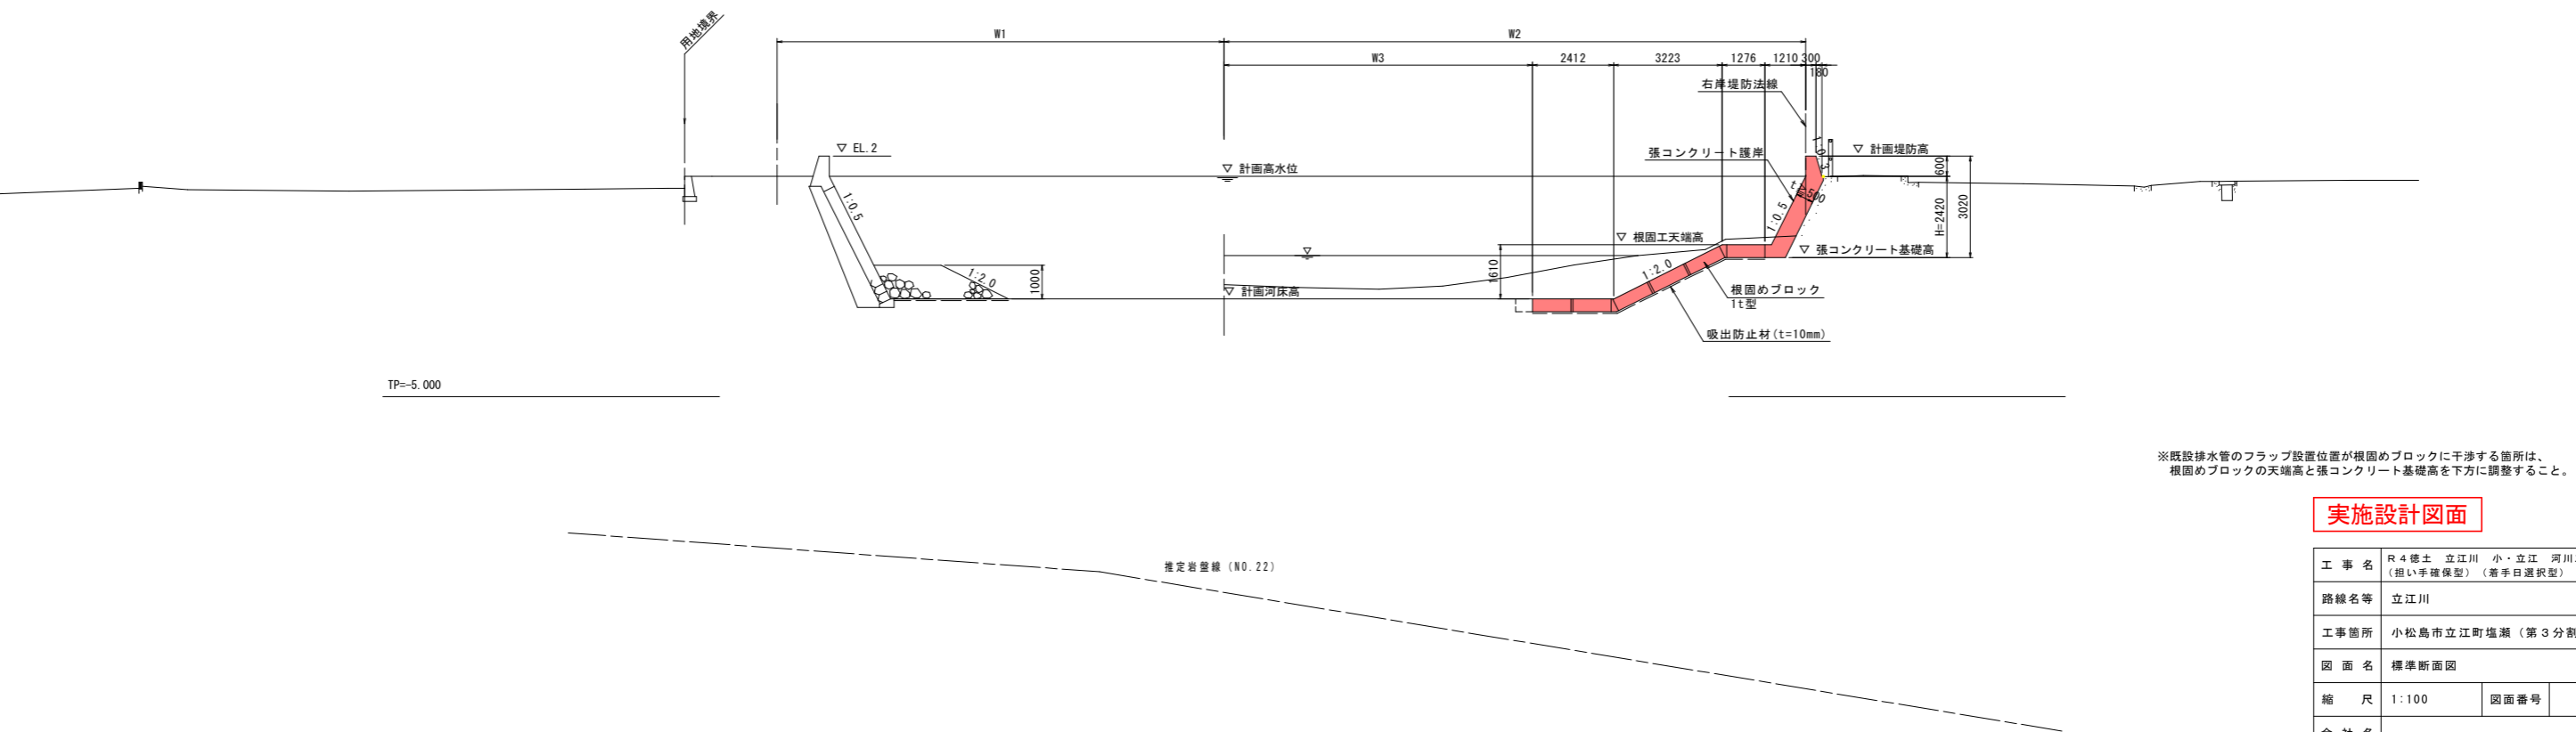 用地境界
W1
W2
W3
2412
3223
1276
1210
300
180
右岸堤防法線
▽ EL.2
▽ 計画高水位
張コンクリート護岸
▽ 計画堤防高
600
1:0.5
1:0.5
H=2420
3020
▽ 根固工天端高
▽ 張コンクリート基礎高
1:2.0
1000
1610
1:2.0
▽ 計画河床高
根固めブロック
1t型
吸出防止材(t=10mm)
TP=-5.000
※既設排水管のフラップ設置位置が根固めブロックに干渉する箇所は、
根固めブロックの天端高と張コンクリート基礎高を下方に調整すること。
実施設計図面
推定岩盤線(NO.22)
工事名 R4徳土 立江川 小・立江 河川
(担い手確保型)(着手日選択型)
路線名等 立江川
工事箇所 小松島市立江町塩瀬(第3分割
図面名 標準断面図
縮尺 1:100 図面番号